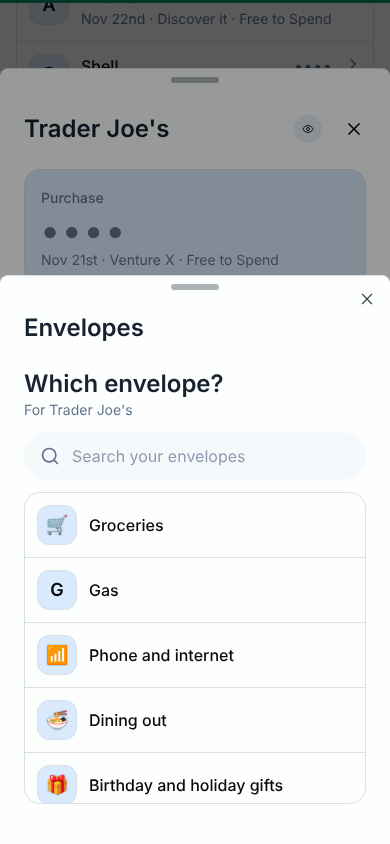 A
Nov 22nd · Discover it · Free to Spend
Shell
Trader Joe's
Purchase
Nov 21st · Venture X · Free to Spend
Envelopes
Which envelope?
For Trader Joe's
Search your envelopes
Groceries
G Gas
Phone and internet
Dining out
Birthday and holiday gifts